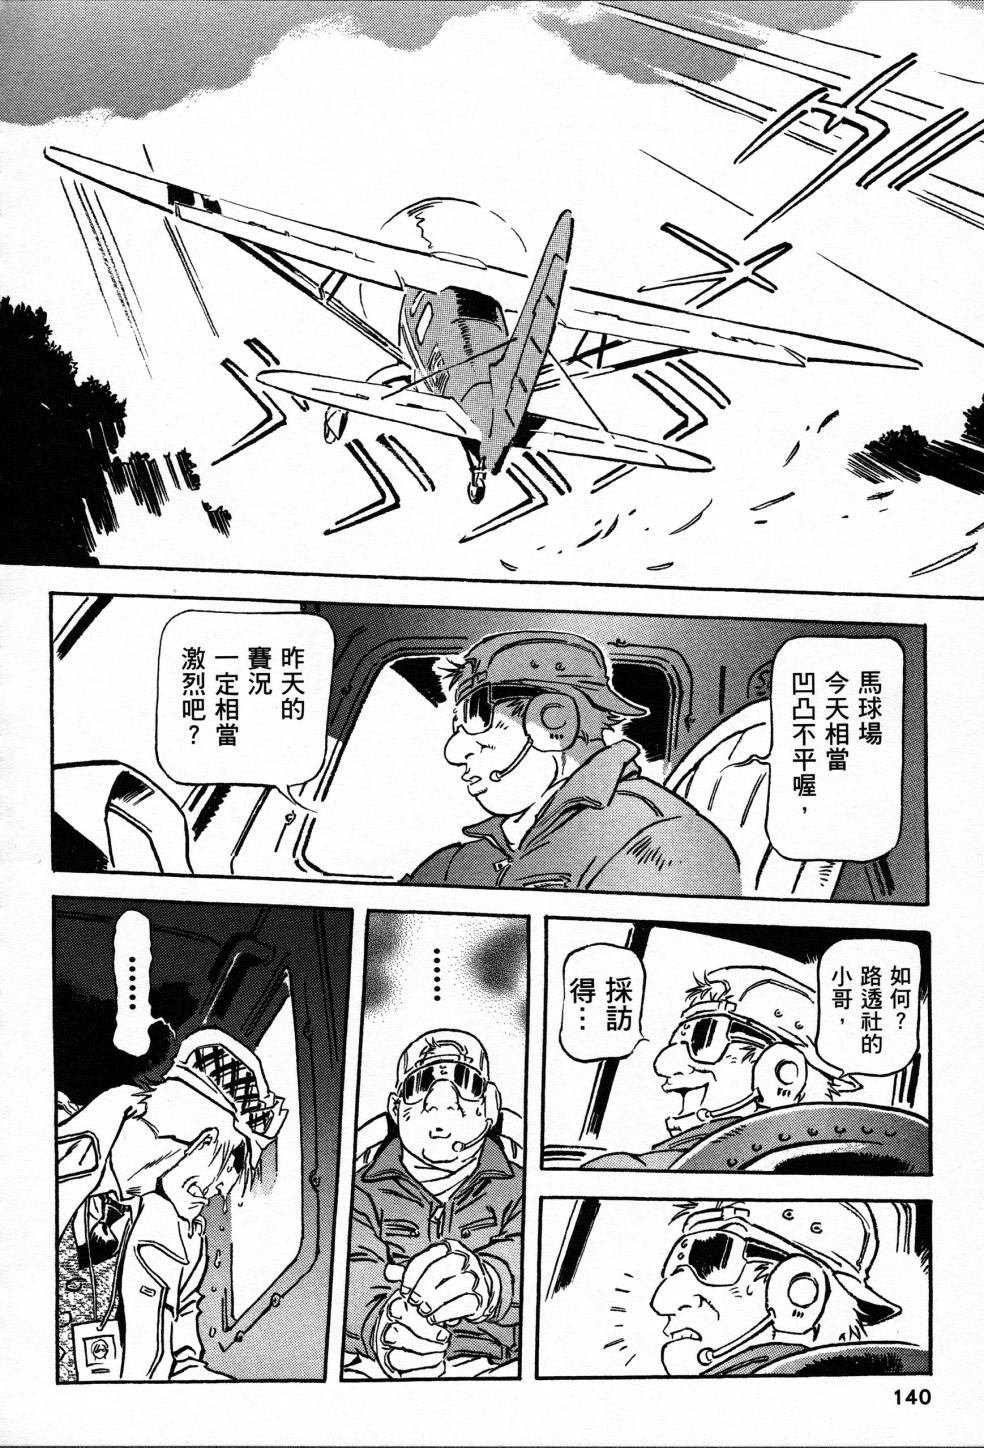 馬球場
今天相當
凹凸不平喔，
昨天的
賽況
一定相當
激烈吧？
如何？
路透社的
小哥，
採訪
得…
……
……
140